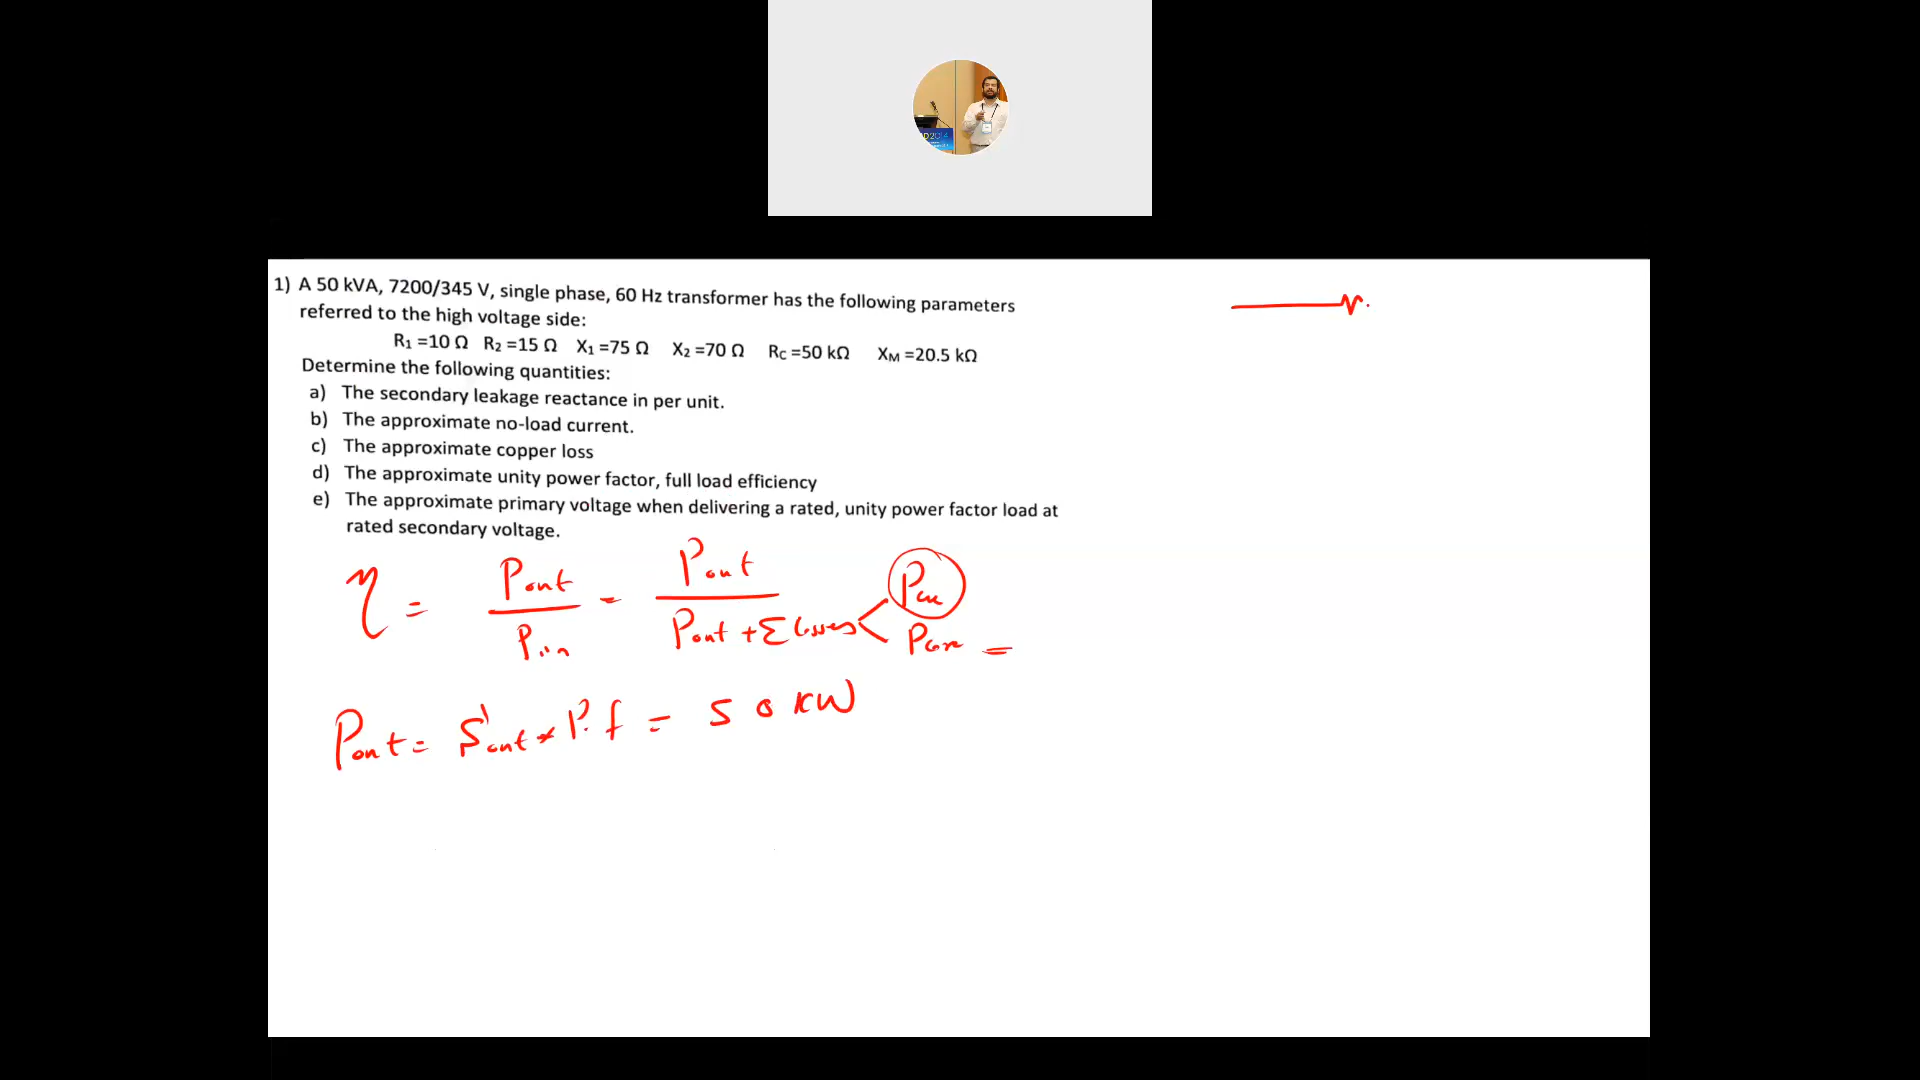 D2014
1) A 50 kVA, 7200/345 V, single phase, 60 Hz transformer has the following parameters
referred to the high voltage side:
R1 =10 Ω R2 =15 Ω X1 =75 Ω X2 =70 Ω RC =50 kΩ XM =20.5 kΩ
Determine the following quantities:
a) The secondary leakage reactance in per unit.
b) The approximate no-load current.
c) The approximate copper loss
d) The approximate unity power factor, full load efficiency
e) The approximate primary voltage when delivering a rated, unity power factor load at
rated secondary voltage.
η = Pout / Pin = Pout / Pout + Σ losses < Pcu
Pcore =
Pout = Sout * P.f = 50 kW